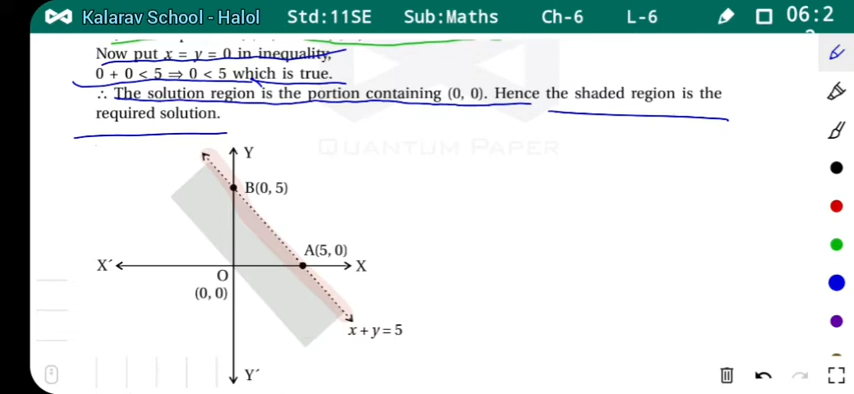 Kalarav School - Halol Std:11SE Sub:Maths Ch-6 L-6 06:2
Now put x = y = 0 in inequality,
0 + 0 < 5 ⇒ 0 < 5 which is true.
∴ The solution region is the portion containing (0, 0). Hence the shaded region is the
required solution.
QUANTUM PAPER
Y
B(0, 5)
A(5, 0)
X′ X
O
(0, 0)
x + y = 5
Y′